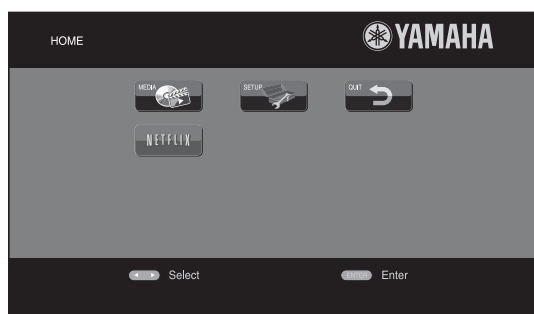 HOME
YAMAHA
MEDIA
SETUP
QUIT
NETFLIX
Select
ENTER
Enter